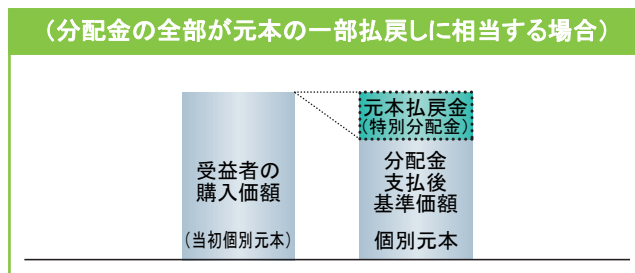 （分配金の全部が元本の一部払戻しに相当する場合）
受益者の
購入価額
（当初個別元本）
元本払戻金
（特別分配金）
分配金
支払後
基準価額
個別元本